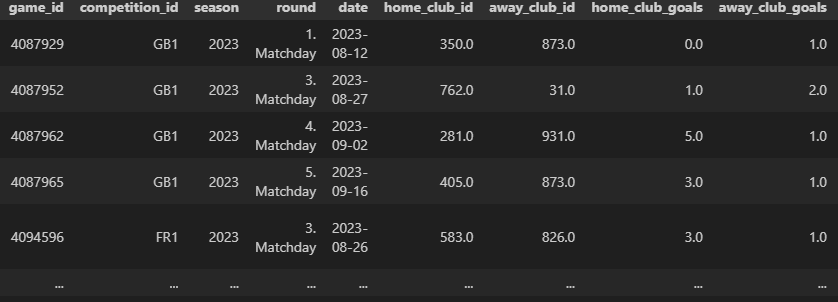 game_id competition_id season round date home_club_id away_club_id home_club_goals away_club_goals
4087929 GB1 2023 1. Matchday 2023-08-12 350.0 873.0 0.0 1.0
4087952 GB1 2023 3. Matchday 2023-08-27 762.0 31.0 1.0 2.0
4087962 GB1 2023 4. Matchday 2023-09-02 281.0 931.0 5.0 1.0
4087965 GB1 2023 5. Matchday 2023-09-16 405.0 873.0 3.0 1.0
4094596 FR1 2023 3. Matchday 2023-08-26 583.0 826.0 3.0 1.0
... ... ... ... ... ... ... ... ...